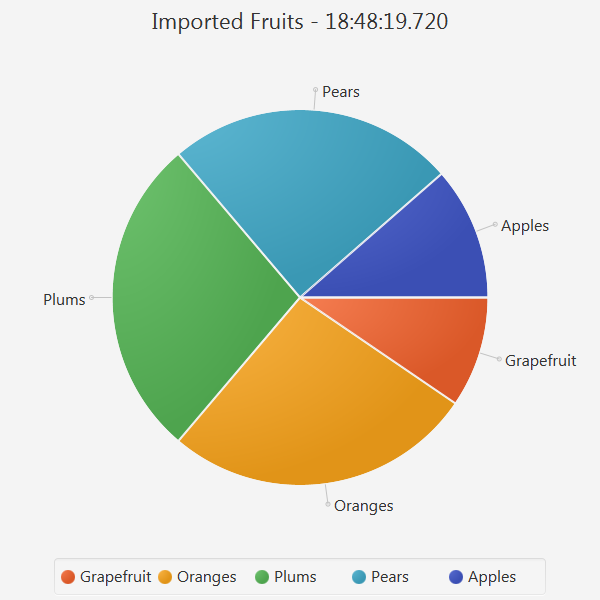 Imported Fruits - 18:48:19.720
Pears
Apples
Plums
Grapefruit
Oranges
Grapefruit Oranges Plums Pears Apples